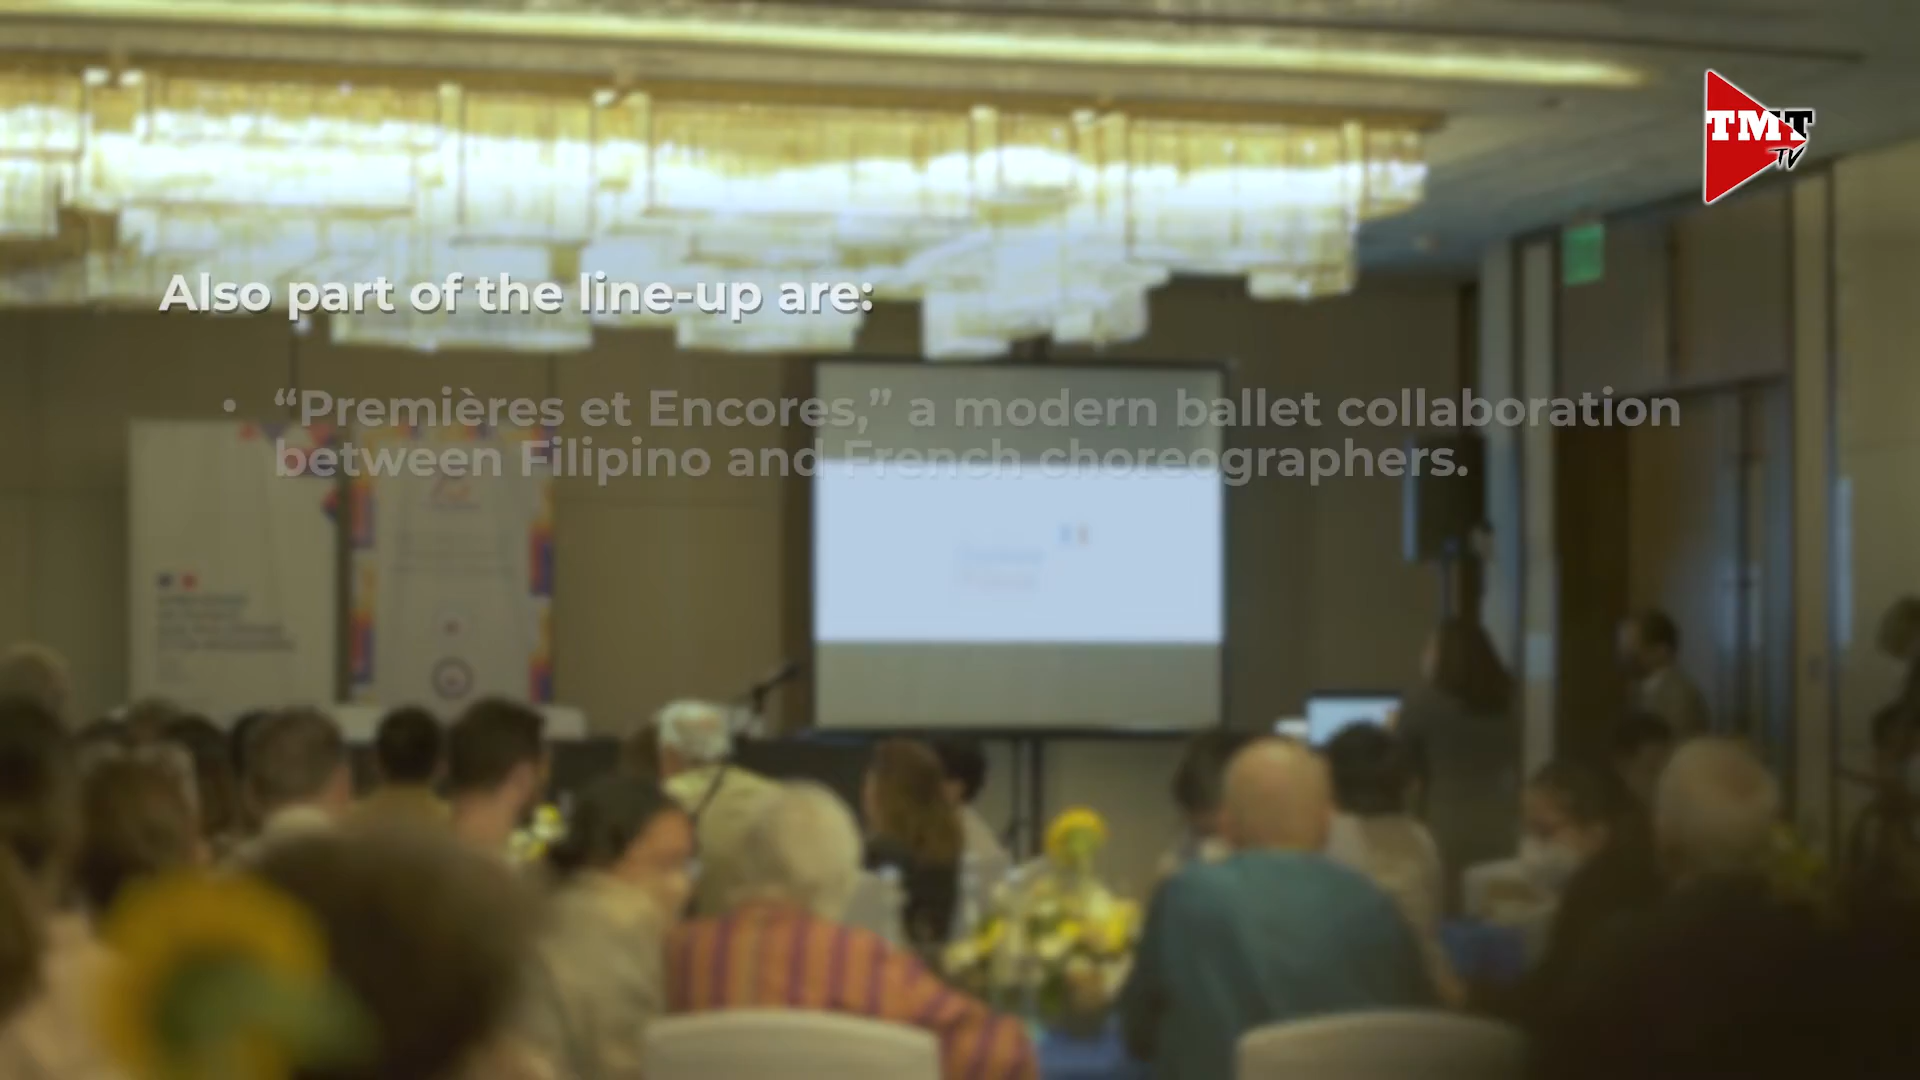 TMT
TV
Also part of the line-up are:
• “Premières et Encores,” a modern ballet collaboration
between Filipino and French choreographers.